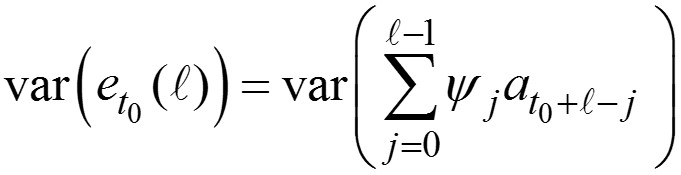 var(e_{t_0}(ℓ)) = var(∑_{j=0}^{ℓ-1} ψ_j a_{t_0+ℓ-j})